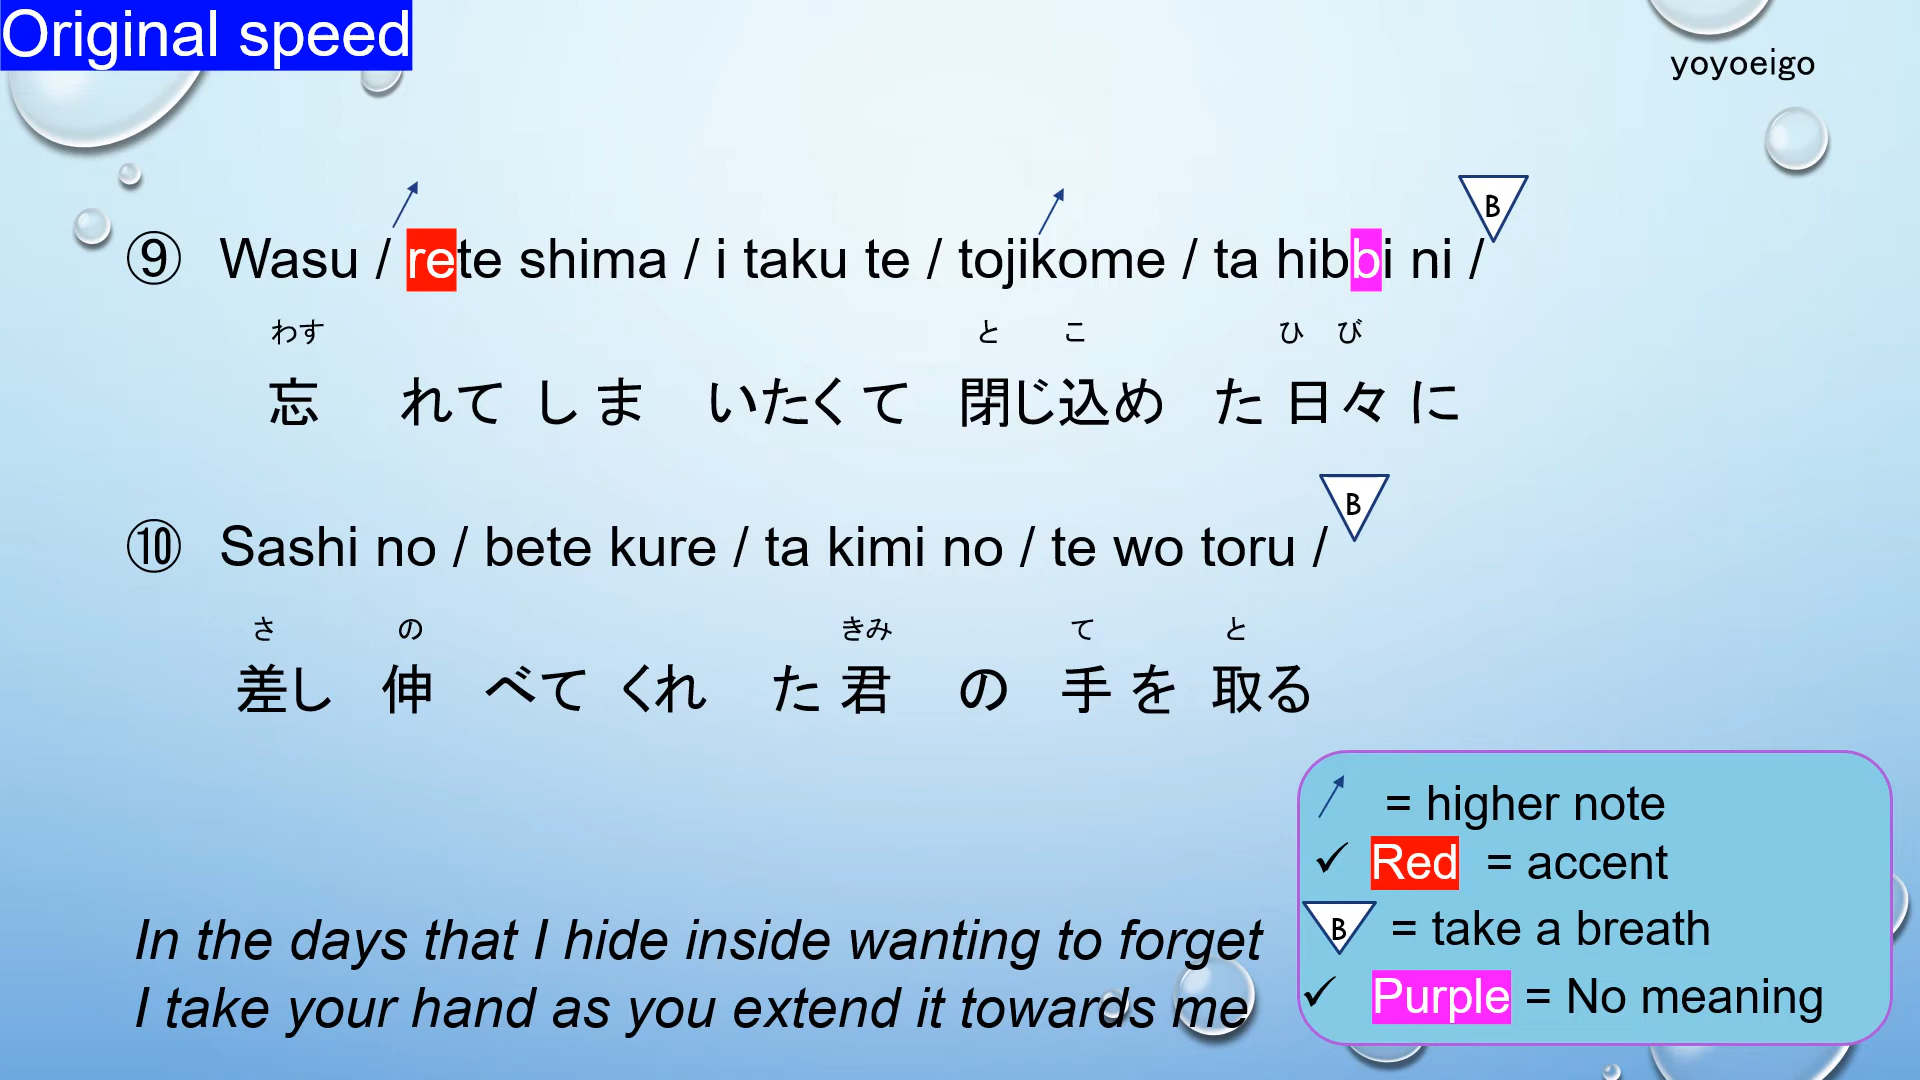 Original speed
yoyoeigo
B
⑨ Wasu / rete shima / i taku te / tojikome / ta hibbi ni /
わす と こ ひ び
忘 れて しま いたく て 閉じ込め た 日々 に
B
⑩ Sashi no / bete kure / ta kimi no / te wo toru /
さ の きみ て と
差し 伸 べて くれ た 君 の 手 を 取る
= higher note
✓ Red = accent
B = take a breath
✓ Purple = No meaning
In the days that I hide inside wanting to forget
I take your hand as you extend it towards me